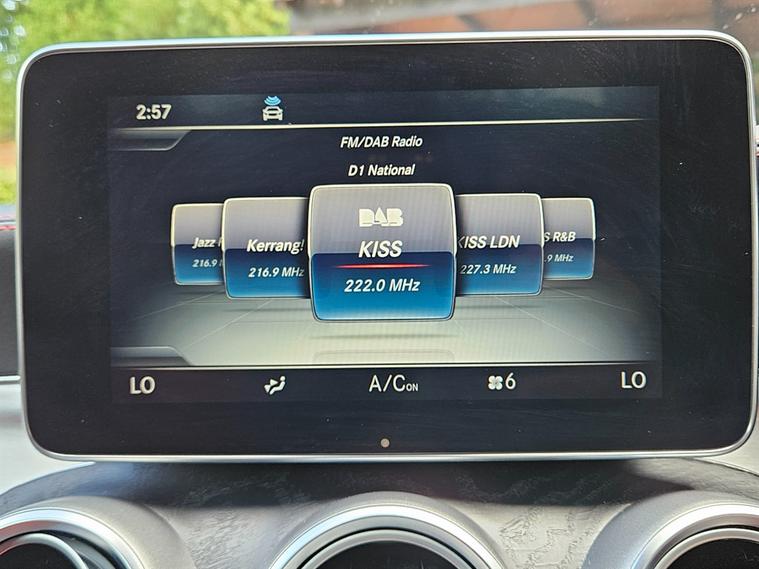 2:57
FM/DAB Radio
D1 National
DAB
Jazz
Kerrang!
KISS
KISS LDN
S R&B
216.9
216.9 MHz
222.0 MHz
227.3 MHz
.9 MHz
LO
A/C ON
6
LO